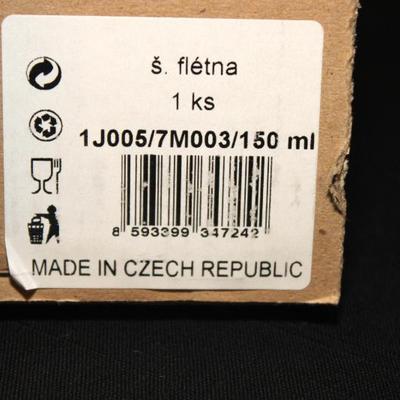 š. flétna
1 ks
1J005/7M003/150 ml
8 593399 347242
MADE IN CZECH REPUBLIC